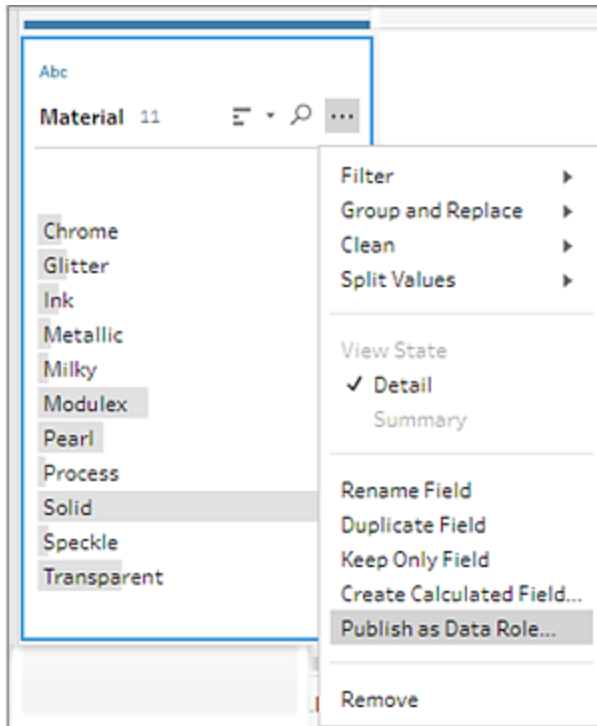 Abc
Material 11
Chrome
Glitter
Ink
Metallic
Milky
Modulex
Pearl
Process
Solid
Speckle
Transparent
Filter
Group and Replace
Clean
Split Values
View State
✓ Detail
Summary
Rename Field
Duplicate Field
Keep Only Field
Create Calculated Field...
Publish as Data Role...
Remove